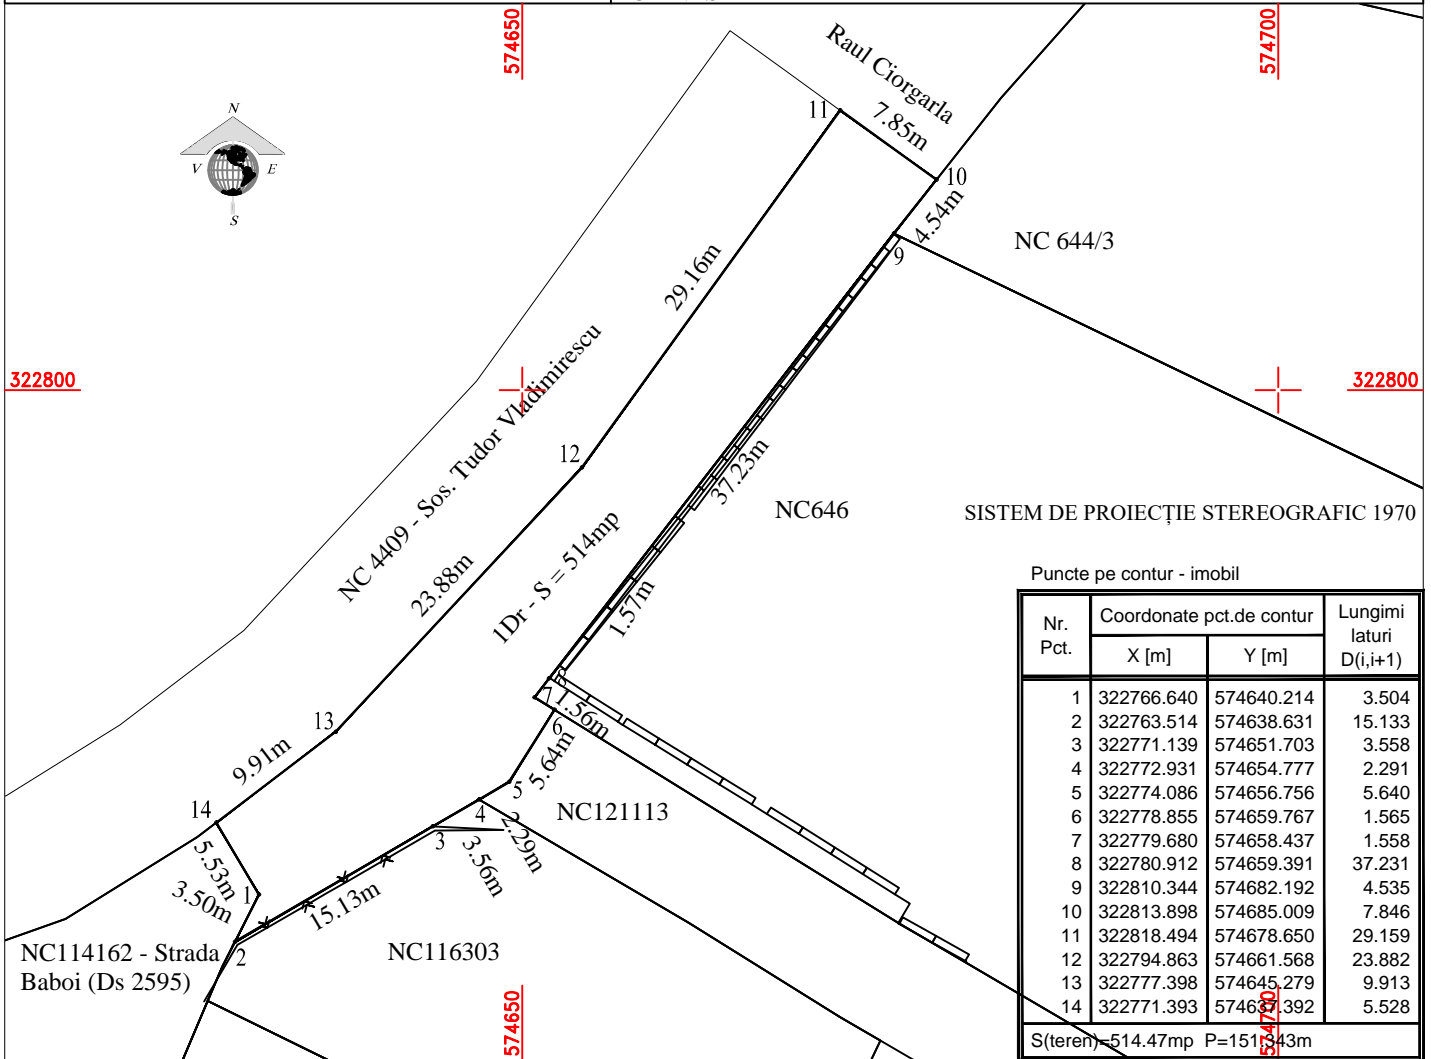 574650
574700
Raul Ciorgarla
N
V
E
S
11
7.85m
10
4.54m
9
NC 644/3
29.16m
322800
322800
NC 4409 - Sos. Tudor Vladimirescu
12
37.23m
NC646
SISTEM DE PROIECȚIE STEREOGRAFIC 1970
23.88m
1Dr - S = 514mp
1.57m
8
7
1.56m
6
5.64m
5
13
9.91m
14
4
NC121113
2.29m
3
3.56m
5.53m
1
3.50m
15.13m
2
NC114162 - Strada
Baboi (Ds 2595)
NC116303
574650
574700
Puncte pe contur - imobil
Nr. Pct. Coordonate pct.de contur Lungimi laturi D(i,i+1)
X [m] Y [m]
1 322766.640 574640.214 3.504
2 322763.514 574638.631 15.133
3 322771.139 574651.703 3.558
4 322772.931 574654.777 2.291
5 322774.086 574656.756 5.640
6 322778.855 574659.767 1.565
7 322779.680 574658.437 1.558
8 322780.912 574659.391 37.231
9 322810.344 574682.192 4.535
10 322813.898 574685.009 7.846
11 322818.494 574678.650 29.159
12 322794.863 574661.568 23.882
13 322777.398 574645.279 9.913
14 322771.393 574637.392 5.528
S(teren)=514.47mp P=151.343m